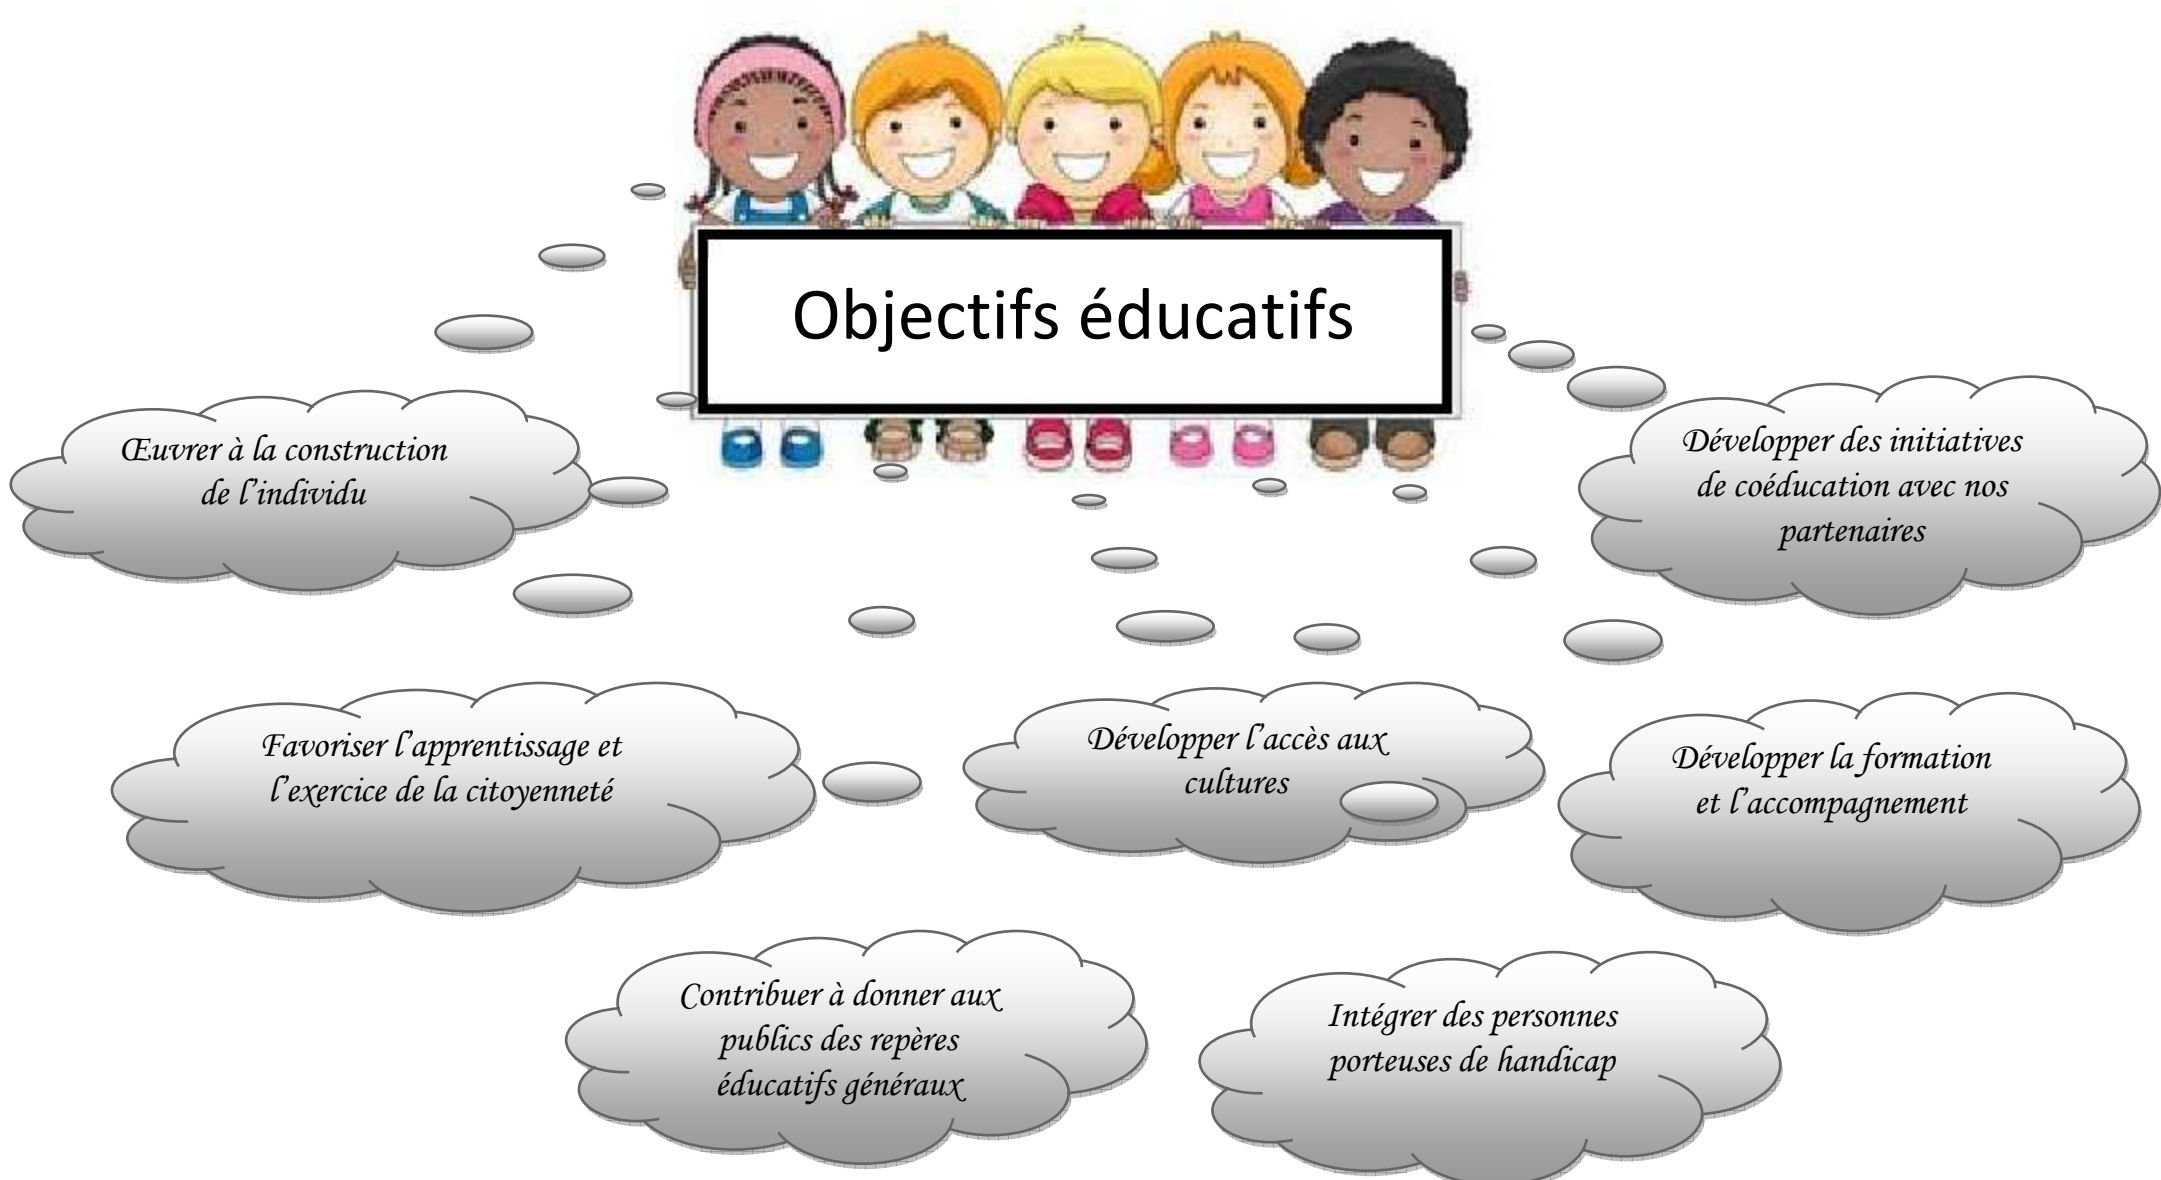 Objectifs éducatifs
Œuvrer à la construction
de l'individu
Développer des initiatives
de coéducation avec nos
partenaires
Favoriser l'apprentissage et
l'exercice de la citoyenneté
Développer l'accès aux
cultures
Développer la formation
et l'accompagnement
Contribuer à donner aux
publics des repères
éducatifs généraux
Intégrer des personnes
porteuses de handicap